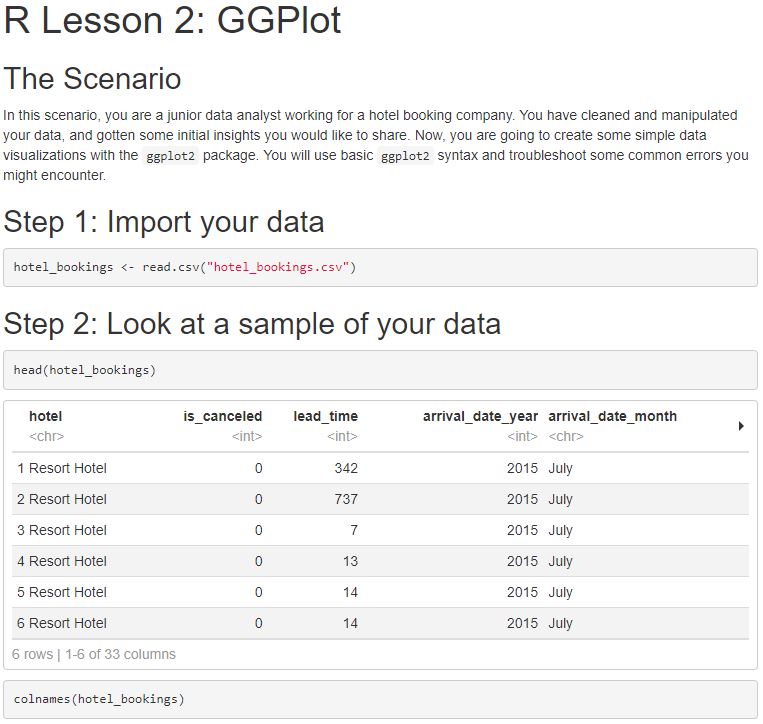 R Lesson 2: GGPlot
The Scenario
In this scenario, you are a junior data analyst working for a hotel booking company. You have cleaned and manipulated
your data, and gotten some initial insights you would like to share. Now, you are going to create some simple data
visualizations with the ggplot2 package. You will use basic ggplot2 syntax and troubleshoot some common errors you
might encounter.
Step 1: Import your data
hotel_bookings <- read.csv("hotel_bookings.csv")
Step 2: Look at a sample of your data
head(hotel_bookings)
hotel is_canceled lead_time arrival_date_year arrival_date_month
<chr> <int> <int> <int> <chr>
1 Resort Hotel 0 342 2015 July
2 Resort Hotel 0 737 2015 July
3 Resort Hotel 0 7 2015 July
4 Resort Hotel 0 13 2015 July
5 Resort Hotel 0 14 2015 July
6 Resort Hotel 0 14 2015 July
6 rows | 1-6 of 33 columns
colnames(hotel_bookings)